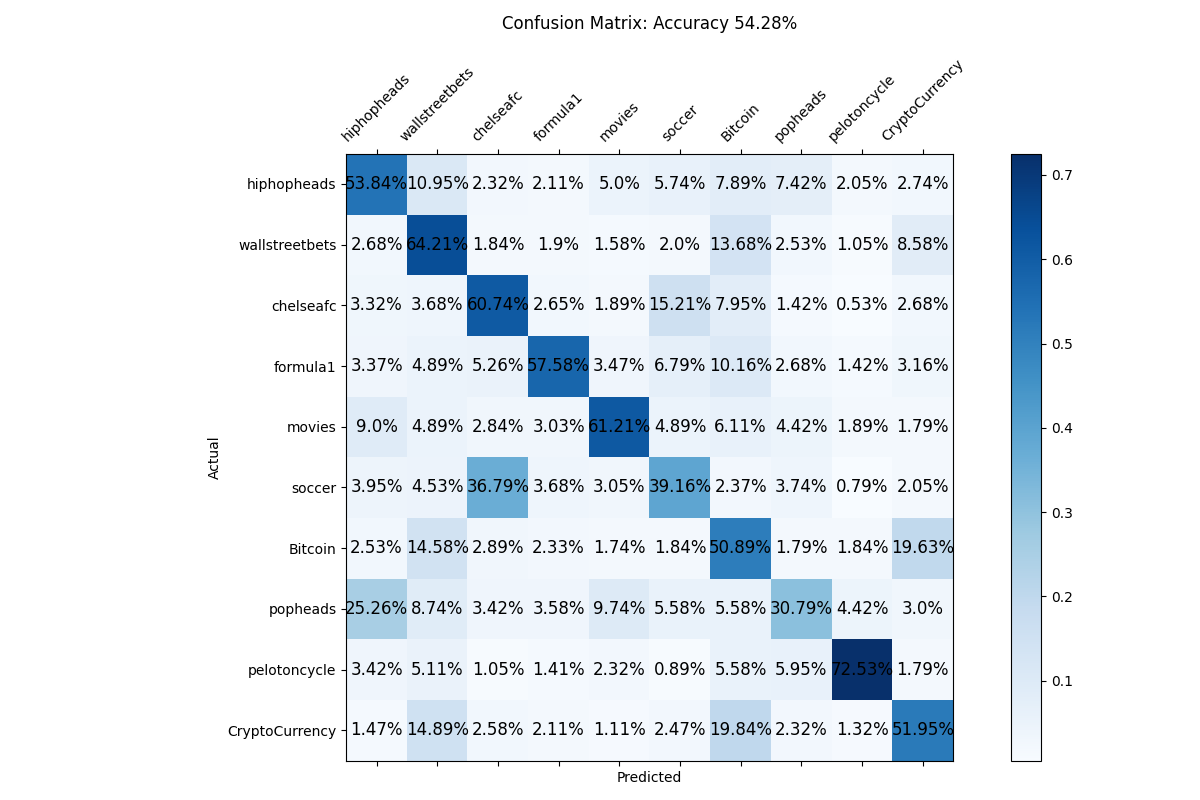 Confusion Matrix: Accuracy 54.28%
hiphopheads wallstreetbets chelseafc formula1 movies soccer Bitcoin popheads pelotoncycle CryptoCurrency
hiphopheads 53.84% 10.95% 2.32% 2.11% 5.0% 5.74% 7.89% 7.42% 2.05% 2.74%
wallstreetbets 2.68% 64.21% 1.84% 1.9% 1.58% 2.0% 13.68% 2.53% 1.05% 8.58%
chelseafc 3.32% 3.68% 60.74% 2.65% 1.89% 15.21% 7.95% 1.42% 0.53% 2.68%
formula1 3.37% 4.89% 5.26% 57.58% 3.47% 6.79% 10.16% 2.68% 1.42% 3.16%
movies 9.0% 4.89% 2.84% 3.03% 61.21% 4.89% 6.11% 4.42% 1.89% 1.79%
soccer 3.95% 4.53% 36.79% 3.68% 3.05% 39.16% 2.37% 3.74% 0.79% 2.05%
Bitcoin 2.53% 14.58% 2.89% 2.33% 1.74% 1.84% 50.89% 1.79% 1.84% 19.63%
popheads 25.26% 8.74% 3.42% 3.58% 9.74% 5.58% 5.58% 30.79% 4.42% 3.0%
pelotoncycle 3.42% 5.11% 1.05% 1.41% 2.32% 0.89% 5.58% 5.95% 72.53% 1.79%
CryptoCurrency 1.47% 14.89% 2.58% 2.11% 1.11% 2.47% 19.84% 2.32% 1.32% 51.95%
Actual
Predicted
0.7
0.6
0.5
0.4
0.3
0.2
0.1